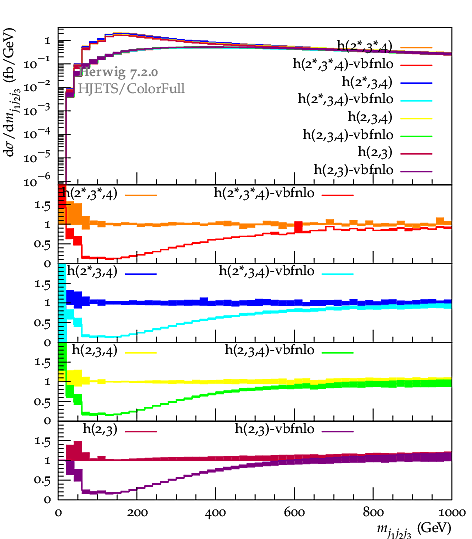 dσ/dm_{j1j2j3} (fb/GeV)
1
10⁻¹
10⁻²
10⁻³
10⁻⁴
10⁻⁵
10⁻⁶
Herwig 7.2.0
HJETS/ColorFull
h(2*,3*,4)
h(2*,3*,4)-vbfnlo
h(2*,3,4)
h(2*,3,4)-vbfnlo
h(2,3,4)
h(2,3,4)-vbfnlo
h(2,3)
h(2,3)-vbfnlo
h(2*,3*,4) h(2*,3*,4)-vbfnlo
1.5
1
0.5
0
h(2*,3,4) h(2*,3,4)-vbfnlo
1.5
1
0.5
0
h(2,3,4) h(2,3,4)-vbfnlo
1.5
1
0.5
0
h(2,3) h(2,3)-vbfnlo
1.5
1
0.5
0
0 200 400 600 800 1000
m_{j1j2j3} (GeV)